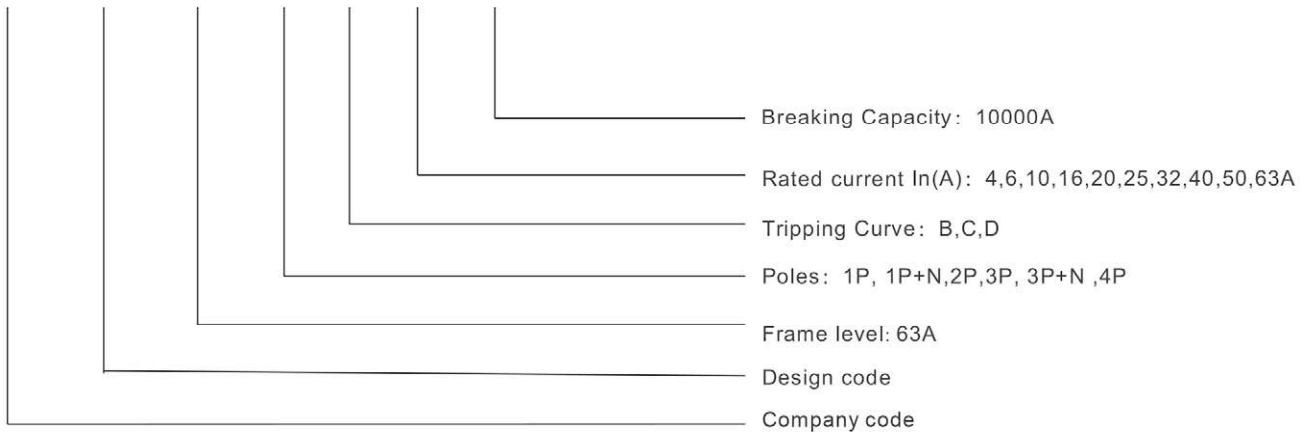 Breaking Capacity: 10000A
Rated current In(A): 4,6,10,16,20,25,32,40,50,63A
Tripping Curve: B,C,D
Poles: 1P, 1P+N,2P,3P, 3P+N ,4P
Frame level: 63A
Design code
Company code